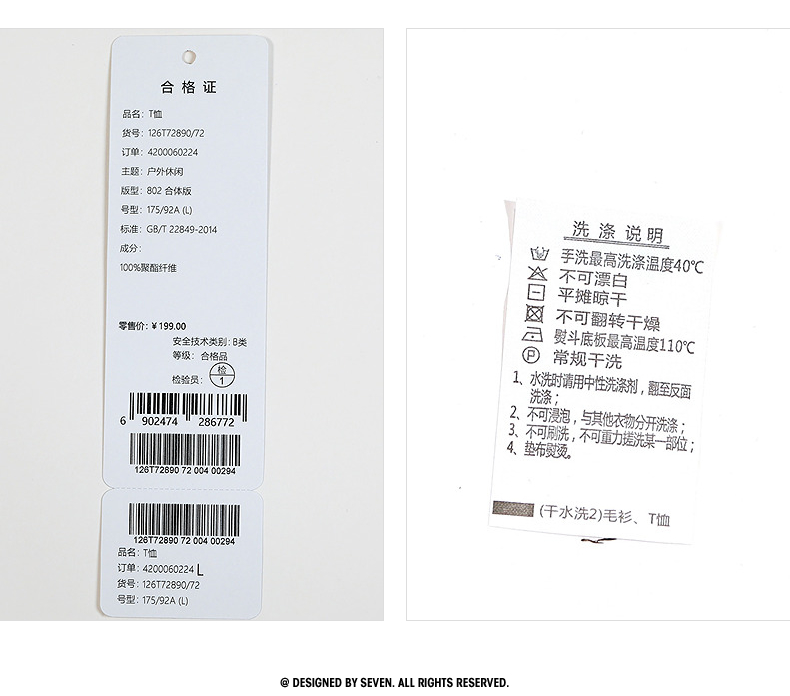 合格证
品名: T恤
货号: 126T72890/72
订单: 4200060224
主题: 户外休闲
版型: 802 合体版
号型: 175/92A (L)
标准: GB/T 22849-2014
成分:
100%聚酯纤维
零售价: ¥ 199.00
安全技术类别: B类
等级: 合格品
检验员: 检 1
6 902474 286772
126T72890 72 004 00294
126T72890 72 004 00294
品名: T恤
订单: 4200060224 L
货号: 126T72890/72
号型: 175/92A (L)
洗涤说明
手洗最高洗涤温度40℃
不可漂白
平摊晾干
不可翻转干燥
熨斗底板最高温度110℃
P 常规干洗
1、水洗时请用中性洗涤剂，翻至反面
洗涤；
2、不可浸泡，与其他衣物分开洗涤；
3、不可刷洗，不可重力搓洗某一部位；
4、垫布熨烫。
(干水洗2)毛衫、T恤
@ DESIGNED BY SEVEN. ALL RIGHTS RESERVED.